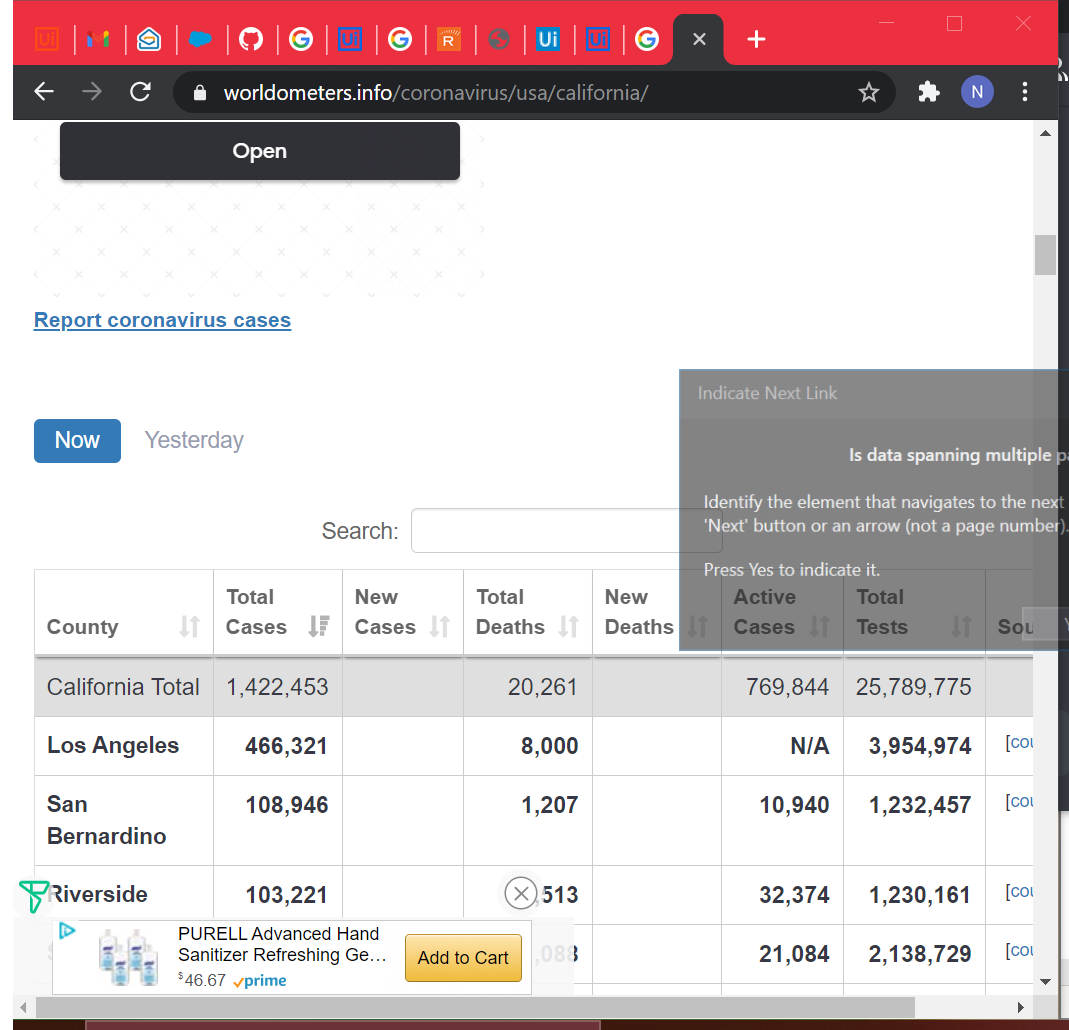 worldometers.info/coronavirus/usa/california/
N
Open
Report coronavirus cases
Indicate Next Link
Now Yesterday
Is data spanning multiple
Identify the element that navigates to the next
'Next' button or an arrow (not a page number).
Press Yes to indicate it.
Search:
County Total Cases New Cases Total Deaths New Deaths Active Cases Total Tests Sou
California Total 1,422,453 20,261 769,844 25,789,775
Los Angeles 466,321 8,000 N/A 3,954,974 [cou
San Bernardino 108,946 1,207 10,940 1,232,457 [cou
Riverside 103,221 513 32,374 1,230,161 [cou
,088 21,084 2,138,729 [cou
PURELL Advanced Hand
Sanitizer Refreshing Ge...
$46.67 prime
Add to Cart